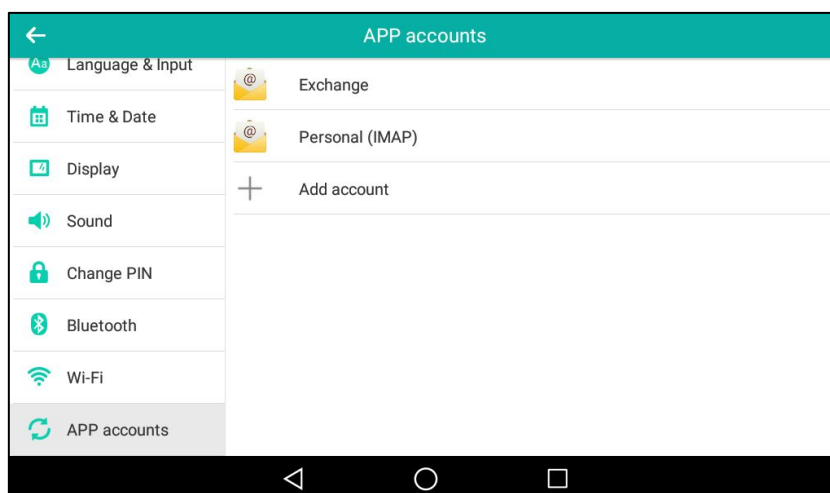 APP accounts
Aa Language & Input
Time & Date
Display
Sound
Change PIN
Bluetooth
Wi-Fi
APP accounts
@ Exchange
@ Personal (IMAP)
Add account